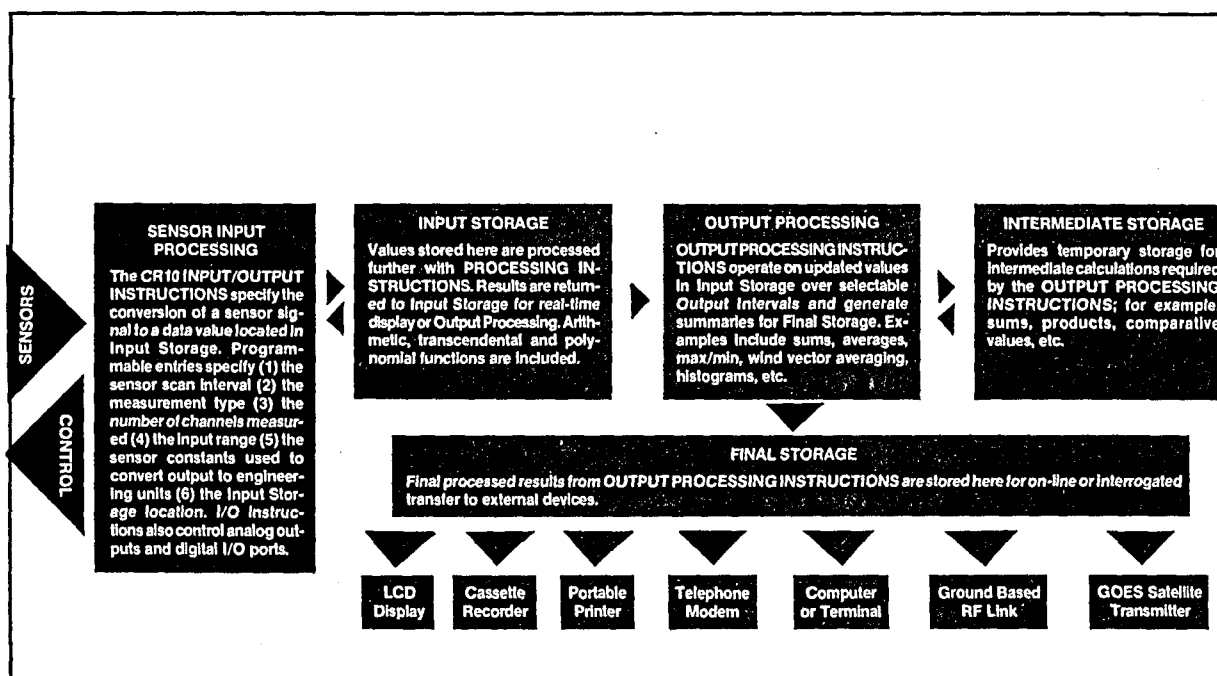 SENSORS
CONTROL
SENSOR INPUT
PROCESSING
The CR10 INPUT/OUTPUT
INSTRUCTIONS specify the
conversion of a sensor sig-
nal to a data value located in
Input Storage. Program-
mable entries specify (1) the
sensor scan interval (2) the
measurement type (3) the
number of channels measur-
ed (4) the input range (5) the
sensor constants used to
convert output to engineer-
ing units (6) the Input Stor-
age location. I/O Instruc-
tions also control analog out-
puts and digital I/O ports.
INPUT STORAGE
Values stored here are processed
further with PROCESSING IN-
STRUCTIONS. Results are return-
ed to Input Storage for real-time
display or Output Processing. Arith-
metic, transcendental and poly-
nomial functions are included.
OUTPUT PROCESSING
OUTPUT PROCESSING INSTRUC-
TIONS operate on updated values
in Input Storage over selectable
Output Intervals and generate
summaries for Final Storage. Ex-
amples include sums, averages,
max/min, wind vector averaging,
histograms, etc.
INTERMEDIATE STORAGE
Provides temporary storage for
intermediate calculations required
by the OUTPUT PROCESSING
INSTRUCTIONS; for example,
sums, products, comparative
values, etc.
FINAL STORAGE
Final processed results from OUTPUT PROCESSING INSTRUCTIONS are stored here for on-line or interrogated
transfer to external devices.
LCD
Display
Cassette
Recorder
Portable
Printer
Telephone
Modem
Computer
or Terminal
Ground Based
RF Link
GOES Satellite
Transmitter